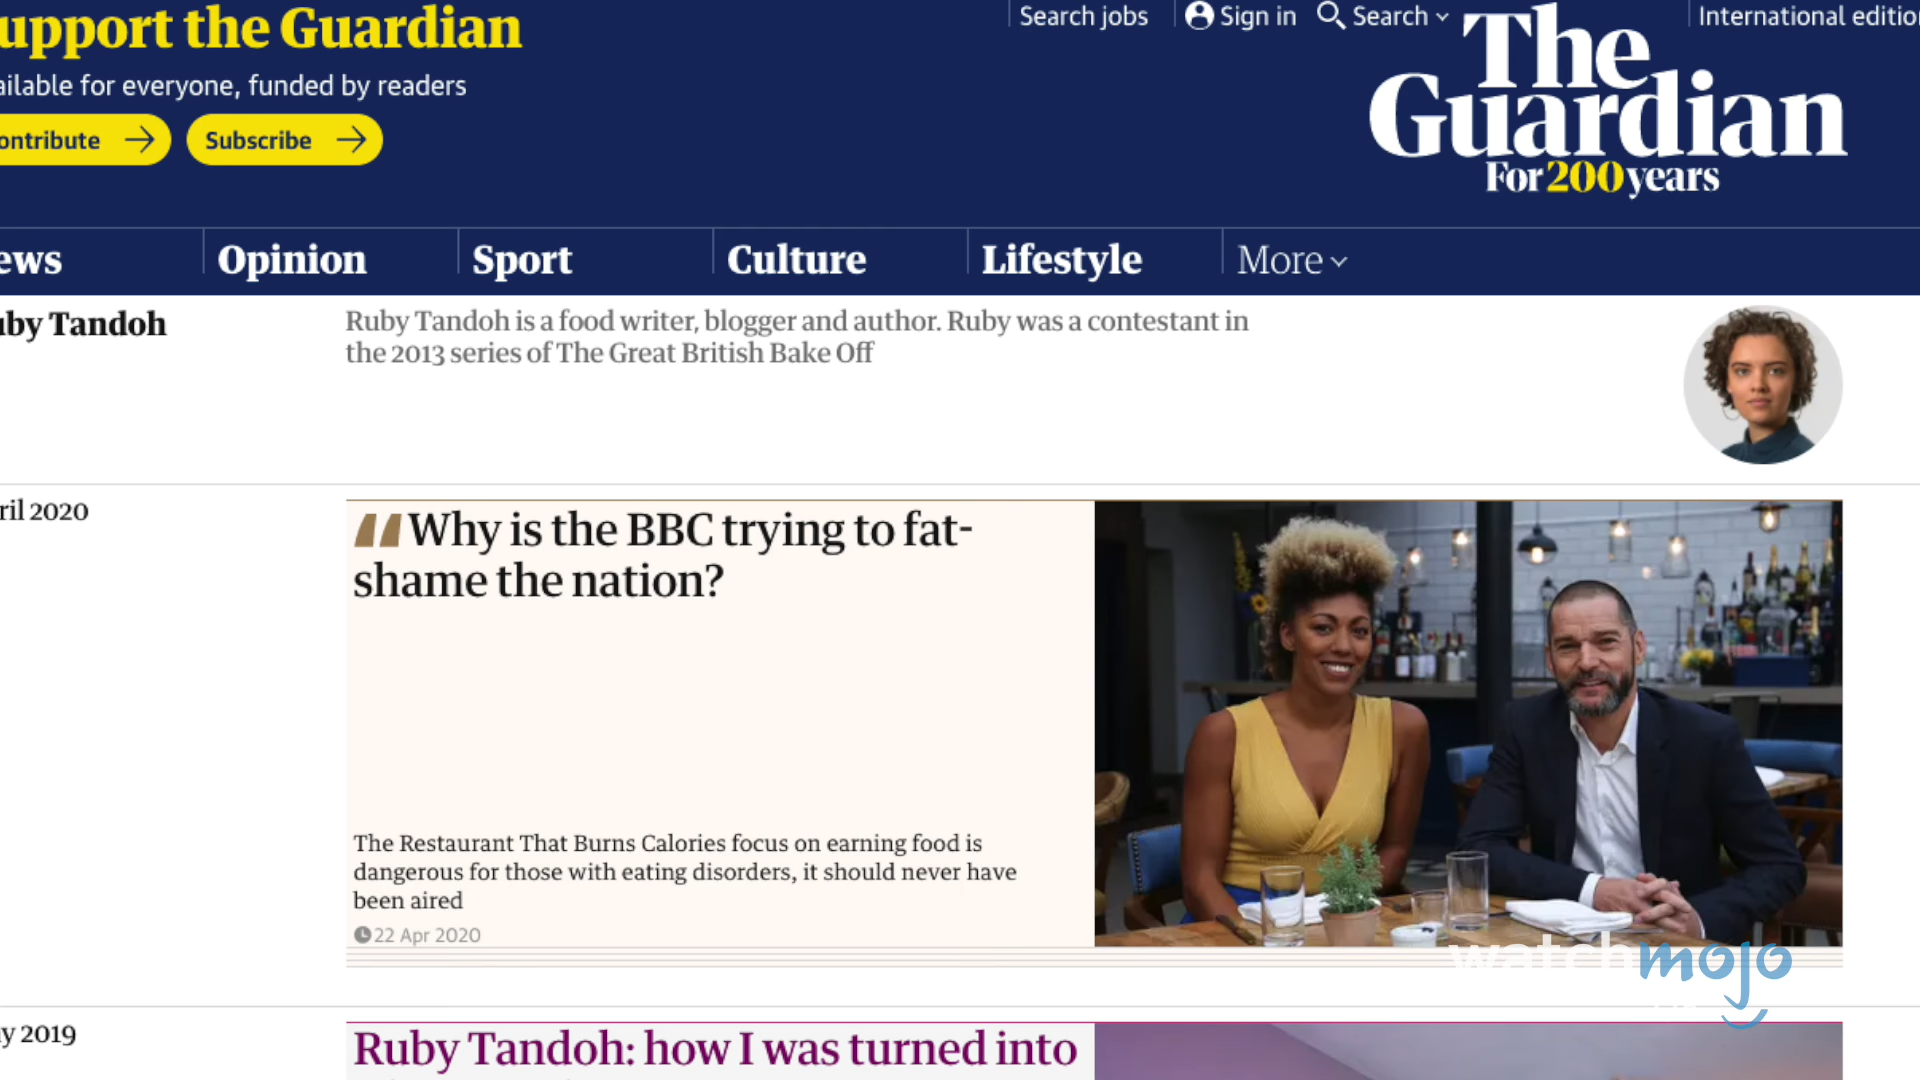 upport the Guardian
ailable for everyone, funded by readers
ontribute
Subscribe
Search jobs
Sign in
Search
International editio
The
Guardian
For 200 years
ews
Opinion
Sport
Culture
Lifestyle
More
uby Tandoh
Ruby Tandoh is a food writer, blogger and author. Ruby was a contestant in
the 2013 series of The Great British Bake Off
ril 2020
Why is the BBC trying to fat-
shame the nation?
The Restaurant That Burns Calories focus on earning food is
dangerous for those with eating disorders, it should never have
been aired
22 Apr 2020
watchmojo
y 2019
Ruby Tandoh: how I was turned into